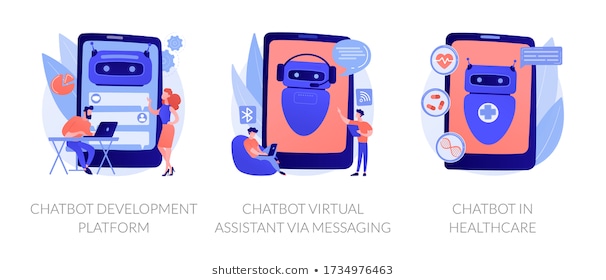 CHATBOT DEVELOPMENT
PLATFORM
CHATBOT VIRTUAL
ASSISTANT VIA MESSAGING
CHATBOT IN
HEALTHCARE
shutterstock.com • 1734976463